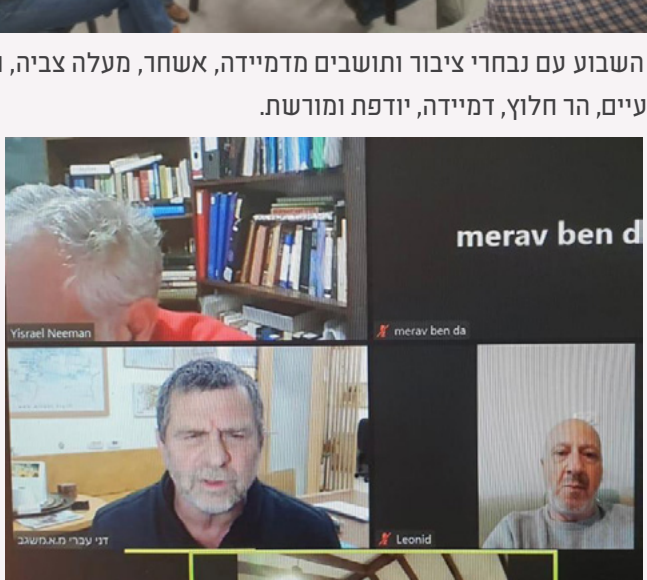 השבוע עם נבחרי ציבור ותושבים מדמיידה, אשחר, מעלה צביה,
עיים, הר חלוץ, דמיידה, יודפת ומורשת.
merav ben d
Yisrael Neeman
merav ben da
דני עברי מ.א.משגב
Leonid